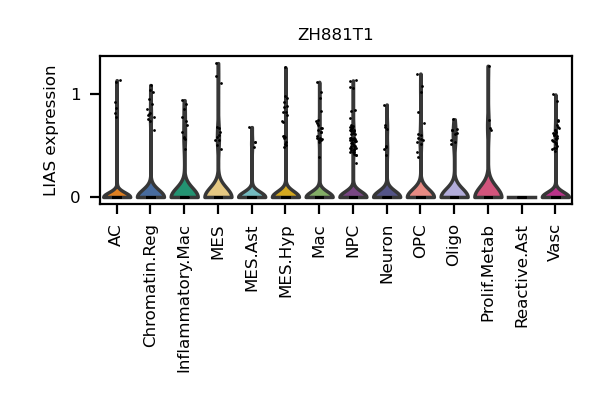 ZH881T1
LIAS expression
1
0
AC
Chromatin.Reg
Inflammatory.Mac
MES
MES.Ast
MES.Hyp
Mac
NPC
Neuron
OPC
Oligo
Prolif.Metab
Reactive.Ast
Vasc